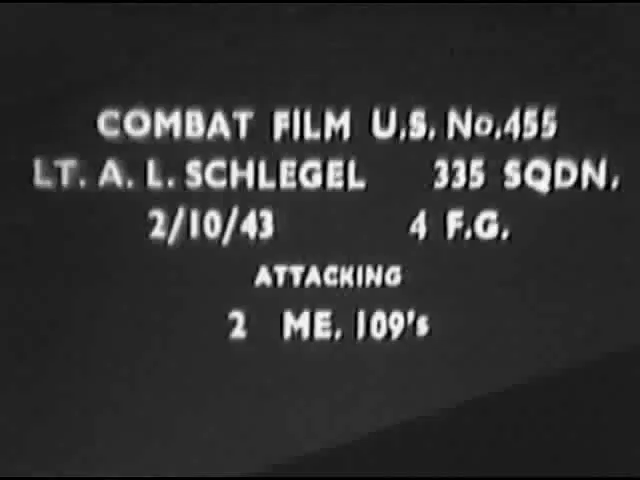 COMBAT FILM U.S. No.455
LT. A. L. SCHLEGEL 335 SQDN.
2/10/43 4 F.G.
ATTACKING
2 ME. 109's